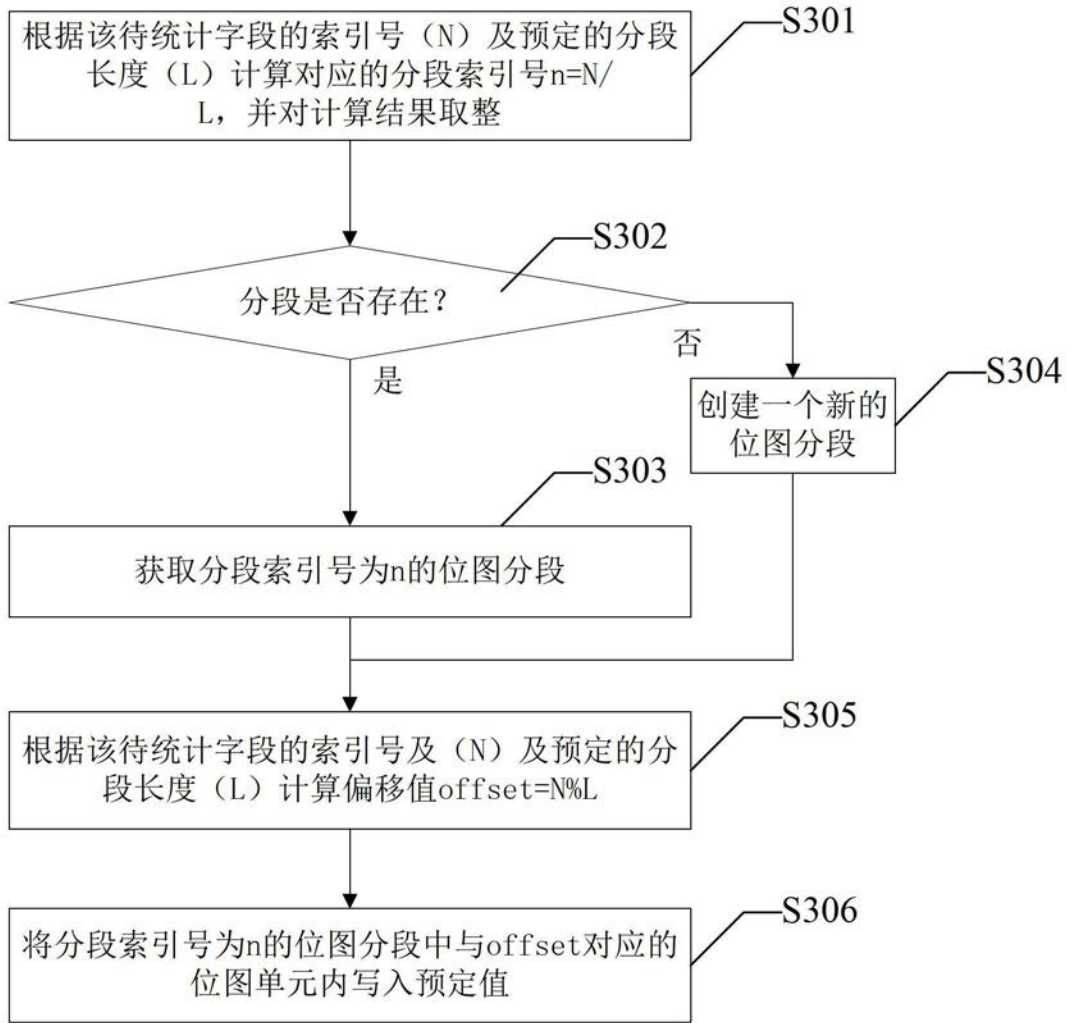 S301
根据该待统计字段的索引号（N）及预定的分段
长度（L）计算对应的分段索引号n=N/
L，并对计算结果取整
S302
分段是否存在？
否
是
S304
创建一个新的
位图分段
S303
获取分段索引号为n的位图分段
S305
根据该待统计字段的索引号及（N）及预定的分
段长度（L）计算偏移值offset=N%L
S306
将分段索引号为n的位图分段中与offset对应的
位图单元内写入预定值